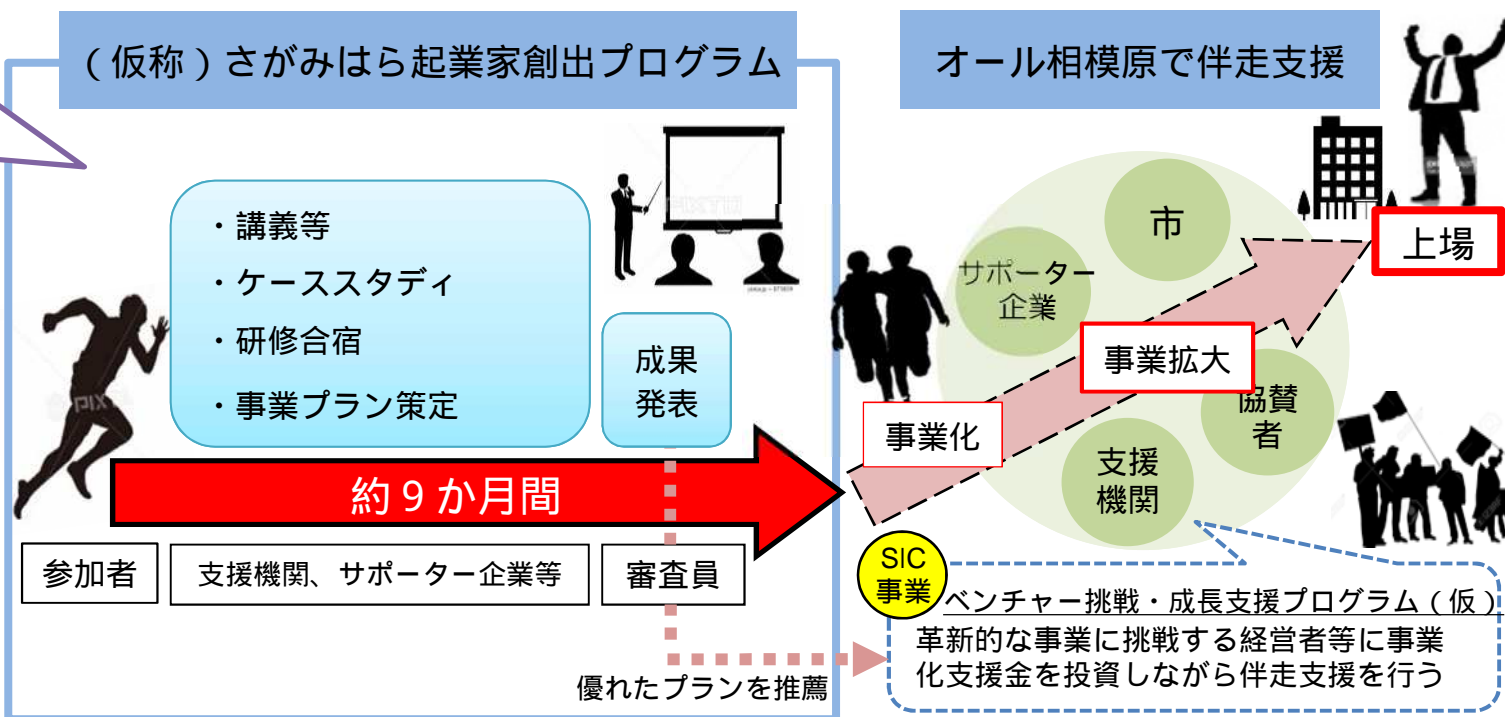 （仮称）さがみはら起業家創出プログラム
・講義等
・ケーススタディ
・研修合宿
・事業プラン策定
成果
発表
約９か月間
参加者
支援機関、サポーター企業等
審査員
優れたプランを推薦
オール相模原で伴走支援
市
サポーター
企業
上場
事業拡大
協賛
者
事業化
支援
機関
SIC
事業
ベンチャー挑戦・成長支援プログラム（仮）
革新的な事業に挑戦する経営者等に事業
化支援金を投資しながら伴走支援を行う